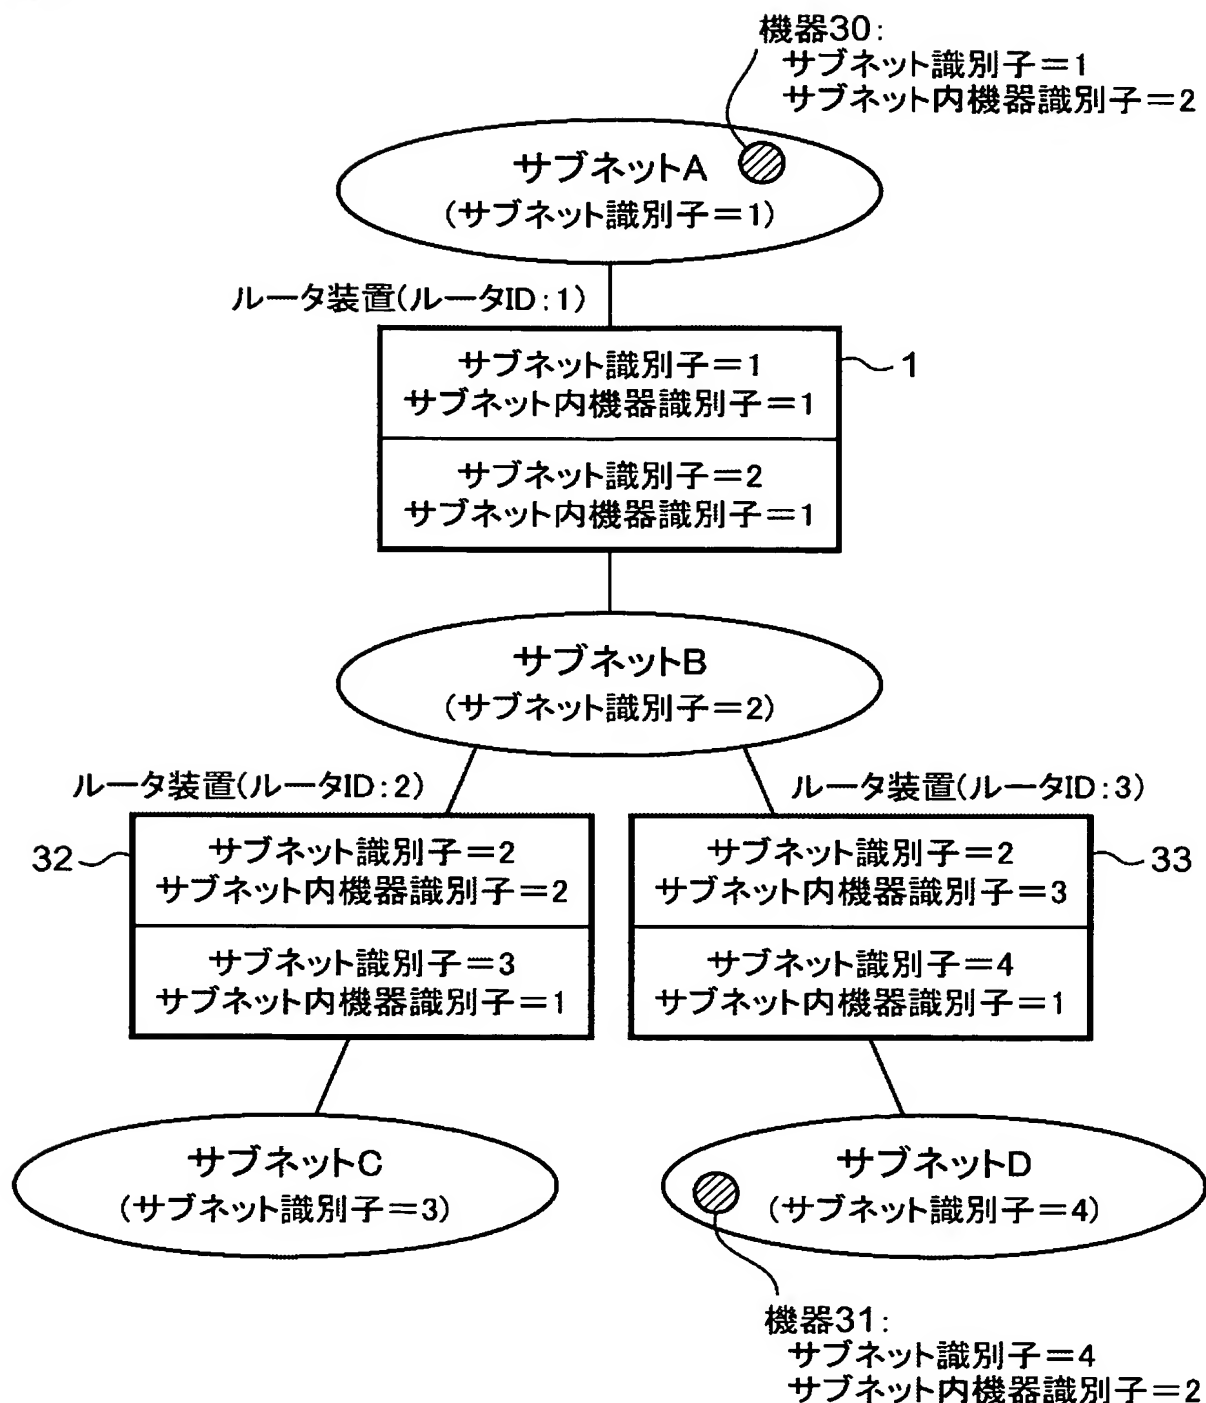 機器30:
サブネット識別子=1
サブネット内機器識別子=2
サブネットA
(サブネット識別子=1)
ルータ装置(ルータID:1)
サブネット識別子=1
サブネット内機器識別子=1
1
サブネット識別子=2
サブネット内機器識別子=1
サブネットB
(サブネット識別子=2)
ルータ装置(ルータID:2)
ルータ装置(ルータID:3)
32
サブネット識別子=2
サブネット内機器識別子=2
サブネット識別子=3
サブネット内機器識別子=1
サブネット識別子=2
サブネット内機器識別子=3
33
サブネット識別子=4
サブネット内機器識別子=1
サブネットC
(サブネット識別子=3)
サブネットD
(サブネット識別子=4)
機器31:
サブネット識別子=4
サブネット内機器識別子=2